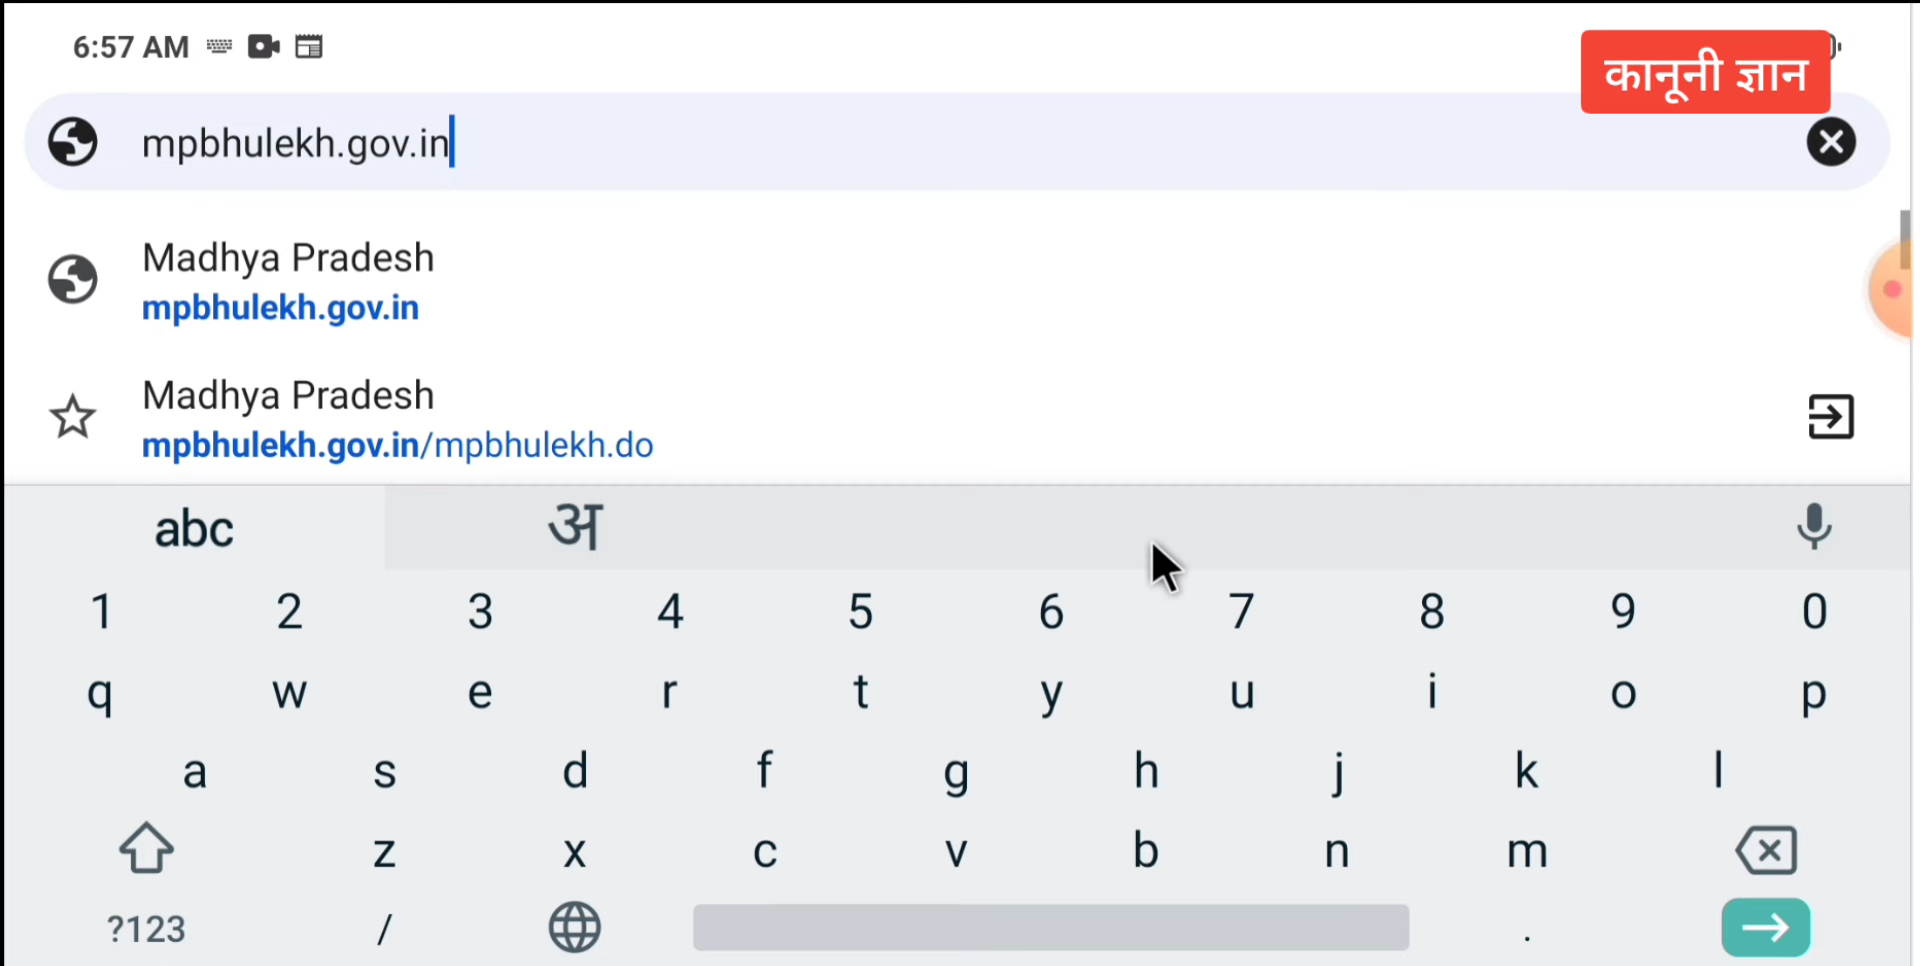 6:57 AM
कानूनी ज्ञान
mpbhulekh.gov.in
Madhya Pradesh
mpbhulekh.gov.in
Madhya Pradesh
mpbhulekh.gov.in/mpbhulekh.do
abc अ
1 2 3 4 5 6 7 8 9 0
q w e r t y u i o p
a s d f g h j k l
z x c v b n m
?123 / .